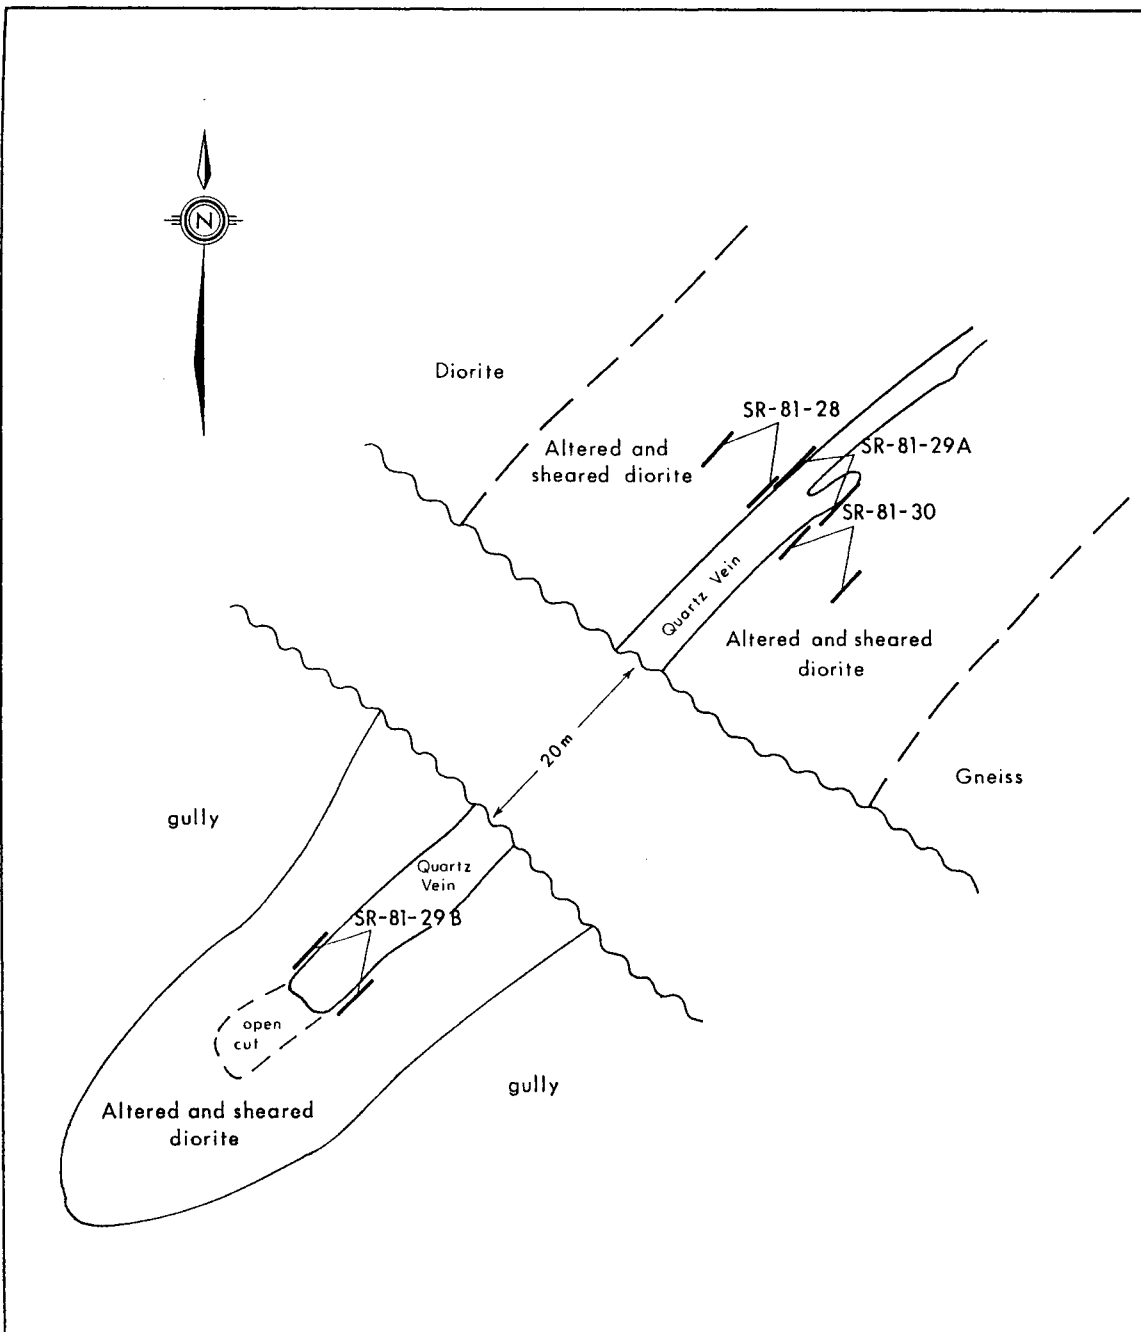 N
Diorite
SR-81-28
Altered and
sheared diorite
SR-81-29A
SR-81-30
Quartz Vein
Altered and sheared
diorite
20m
Gneiss
gully
Quartz
Vein
SR-81-29B
open
cut
gully
Altered and sheared
diorite